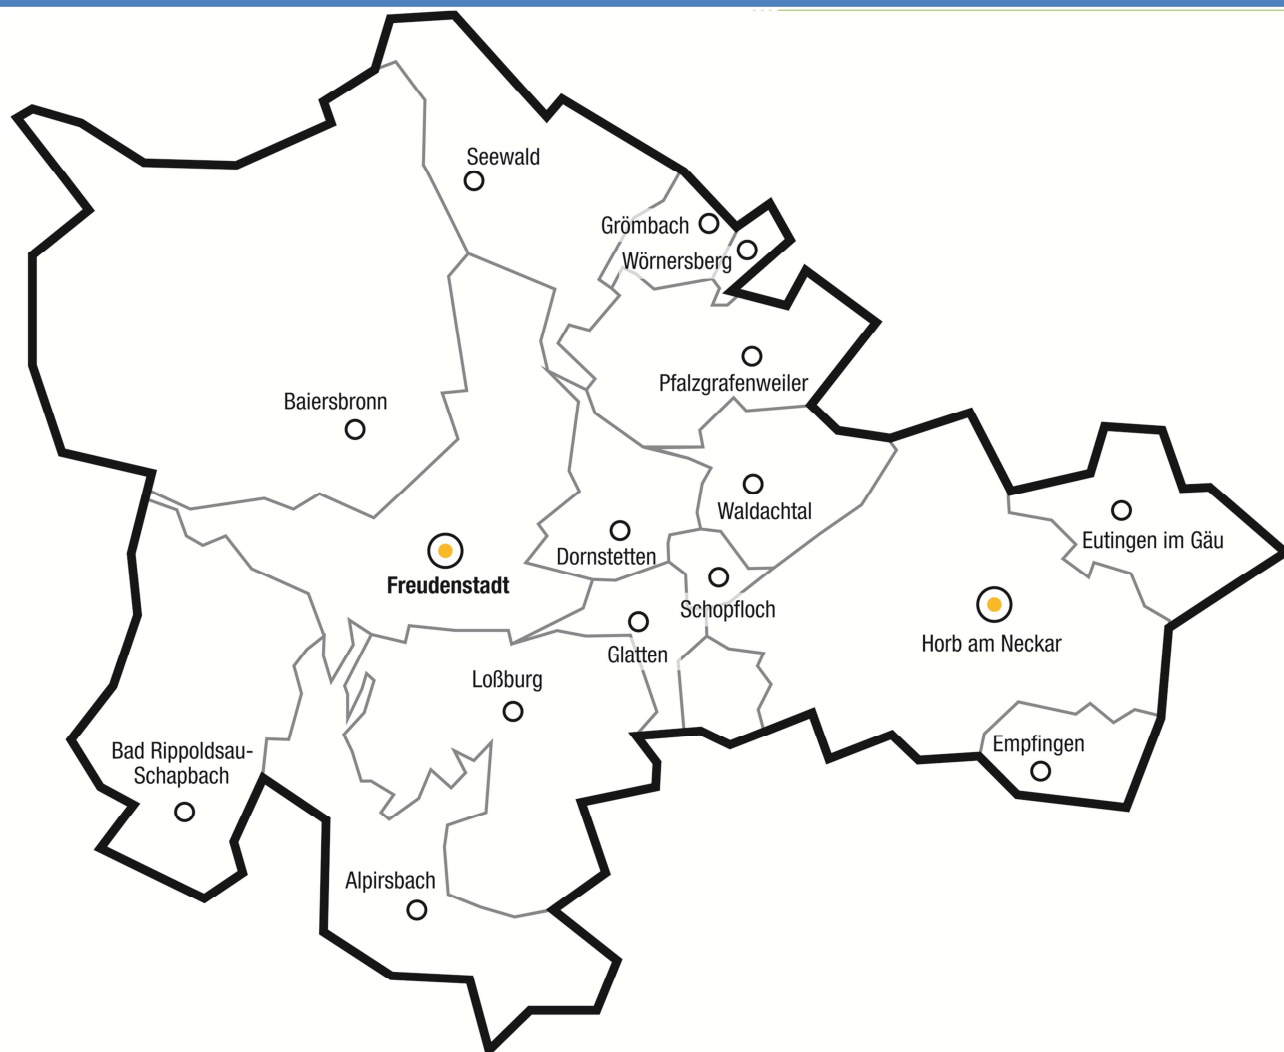 Seewald
Grömbach
Wörnersberg
Pfalzgrafenweiler
Baiersbronn
Waldachtal
Eutingen im Gäu
Dornstetten
Freudenstadt
Schopfloch
Horb am Neckar
Glatten
Loßburg
Empfingen
Bad Rippoldsau-
Schapbach
Alpirsbach